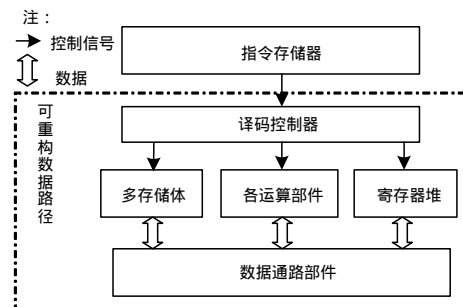 注：
控制信号
数据
指令存储器
可重构数据路径
译码控制器
多存储体
各运算部件
寄存器堆
数据通路部件